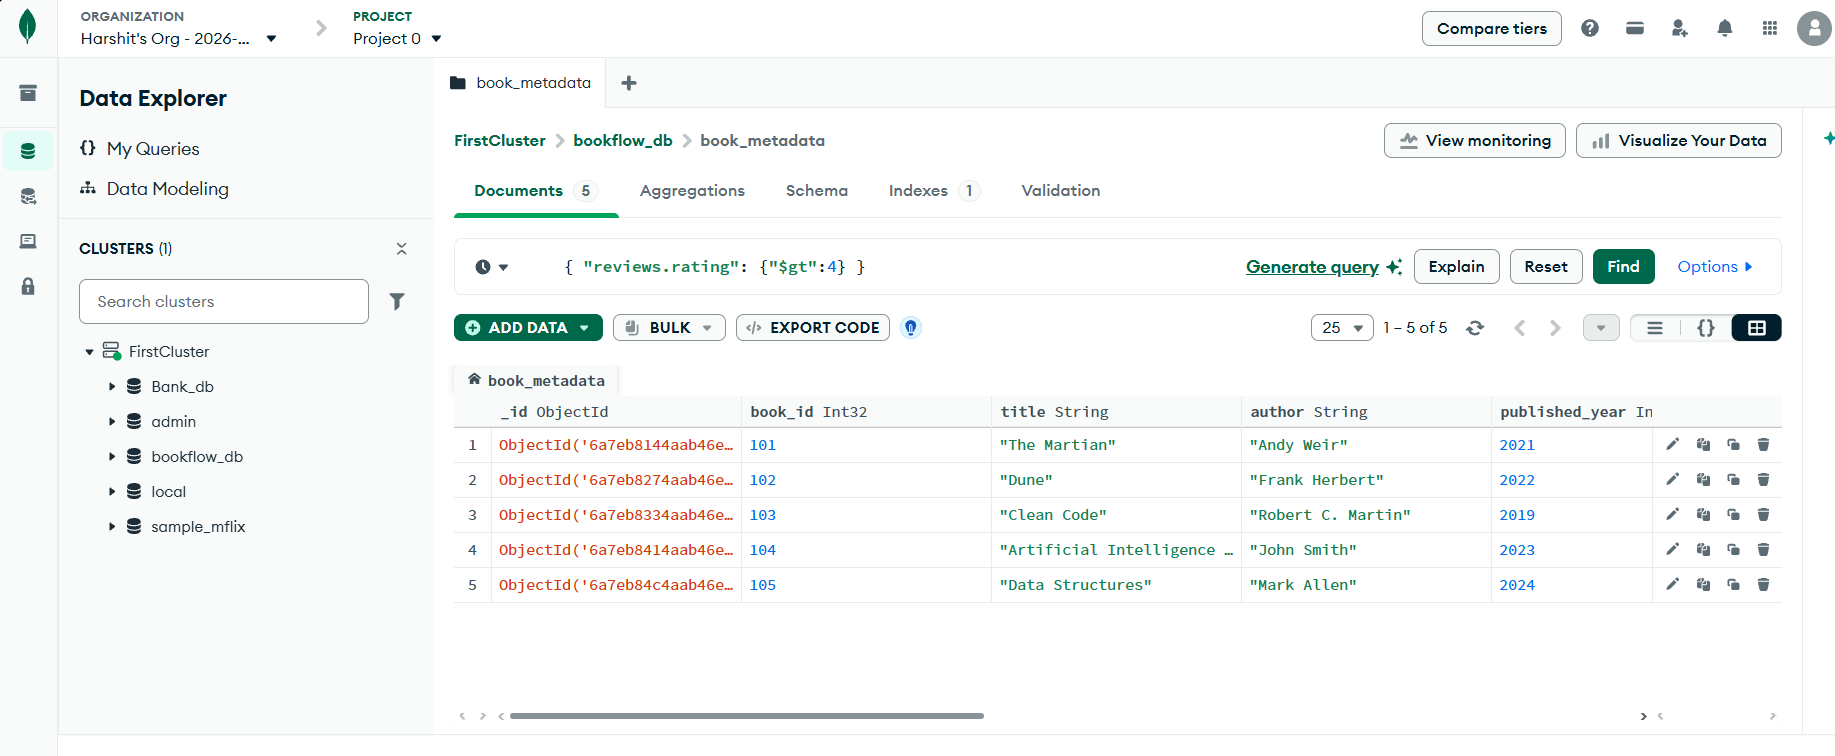 ORGANIZATION
Harshit's Org - 2026-...
PROJECT
Project 0
Compare tiers
Data Explorer
My Queries
Data Modeling
CLUSTERS (1)
Search clusters
FirstCluster
Bank_db
admin
bookflow_db
local
sample_mflix
book_metadata
FirstCluster bookflow_db book_metadata
View monitoring
Visualize Your Data
Documents 5 Aggregations Schema Indexes 1 Validation
{ "reviews.rating": {"$gt":4} }
Generate query Explain Reset Find Options
ADD DATA BULK </> EXPORT CODE
25 1 – 5 of 5 {}
book_metadata
_id ObjectId book_id Int32 title String author String published_year In
1 ObjectId('6a7eb8144aab46e… 101 "The Martian" "Andy Weir" 2021
2 ObjectId('6a7eb8274aab46e… 102 "Dune" "Frank Herbert" 2022
3 ObjectId('6a7eb8334aab46e… 103 "Clean Code" "Robert C. Martin" 2019
4 ObjectId('6a7eb8414aab46e… 104 "Artificial Intelligence … "John Smith" 2023
5 ObjectId('6a7eb84c4aab46e… 105 "Data Structures" "Mark Allen" 2024